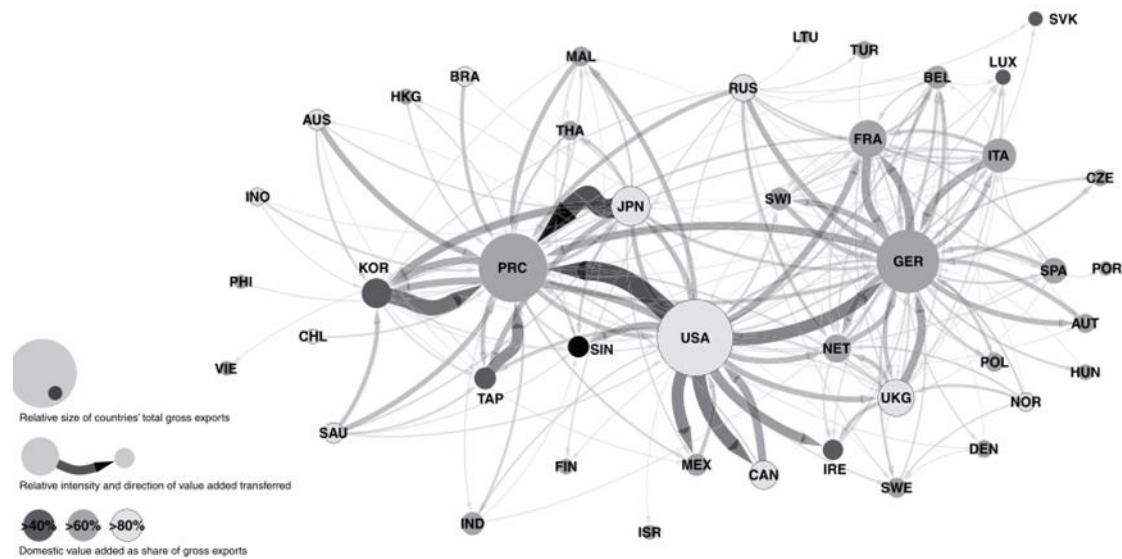 SVK
LTU
TUR
LUX
MAL
BRA
RUS
BEL
HKG
AUS
THA
FRA
ITA
CZE
INO
JPN
SWI
KOR
PRC
GER
SPA
POR
PHI
AUT
CHL
SIN
USA
NET
POL
HUN
VIE
TAP
UKG
NOR
Relative size of countries' total gross exports
SAU
DEN
FIN
MEX
CAN
IRE
SWE
Relative intensity and direction of value added transferred
IND
ISR
>40% >60% >80%
Domestic value added as share of gross exports